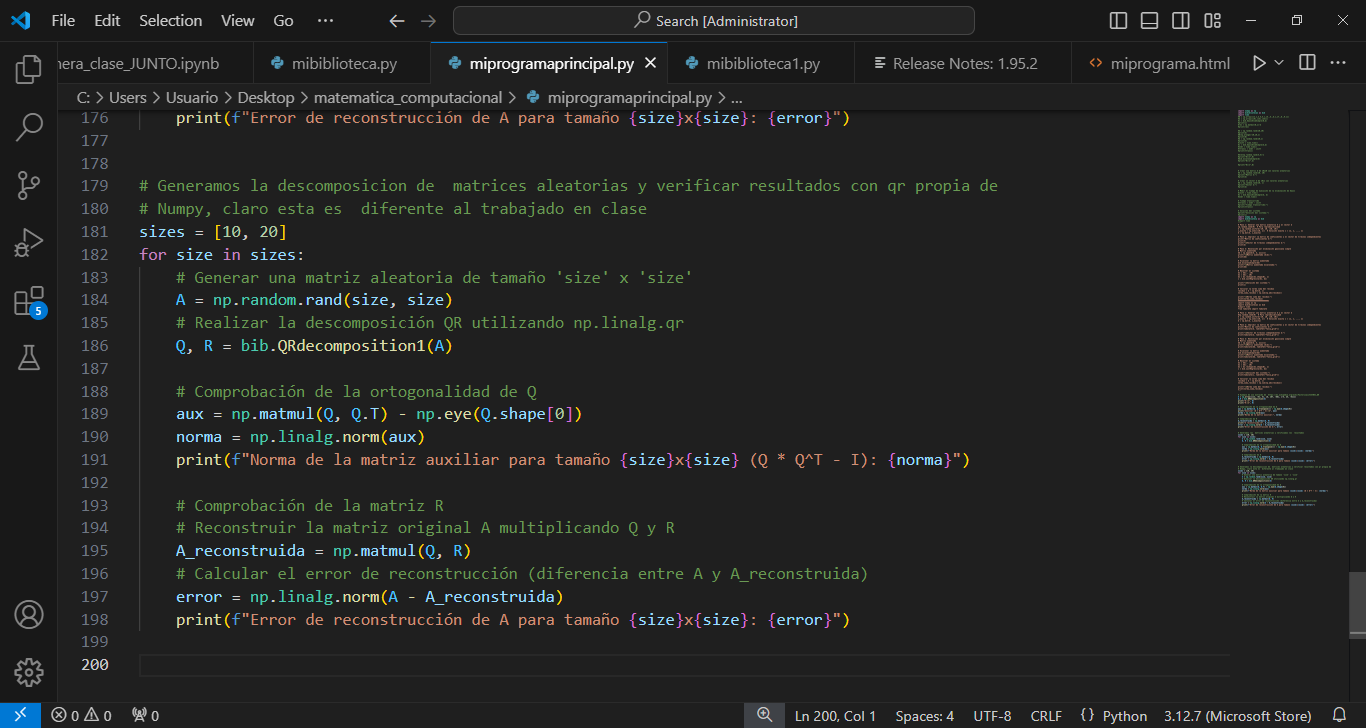 File Edit Selection View Go ··· Search [Administrator]
nera_clase_JUNTO.ipynb mibiblioteca.py miprogramaprincipal.py mibiblioteca1.py Release Notes: 1.95.2 miprograma.html
C: > Users > Usuario > Desktop > matematica_computacional > miprogramaprincipal.py > ...
176 print(f"Error de reconstrucción de A para tamaño {size}x{size}: {error}")
177
178
179 # Generamos la descomposicion de  matrices aleatorias y verificar resultados con qr propia de
180 # Numpy, claro esta es  diferente al trabajado en clase
181 sizes = [10, 20]
182 for size in sizes:
183     # Generar una matriz aleatoria de tamaño 'size' x 'size'
184     A = np.random.rand(size, size)
185     # Realizar la descomposición QR utilizando np.linalg.qr
186     Q, R = bib.QRdecomposition1(A)
187
188     # Comprobación de la ortogonalidad de Q
189     aux = np.matmul(Q, Q.T) - np.eye(Q.shape[0])
190     norma = np.linalg.norm(aux)
191     print(f"Norma de la matriz auxiliar para tamaño {size}x{size} (Q * Q^T - I): {norma}")
192
193     # Comprobación de la matriz R
194     # Reconstruir la matriz original A multiplicando Q y R
195     A_reconstruida = np.matmul(Q, R)
196     # Calcular el error de reconstrucción (diferencia entre A y A_reconstruida)
197     error = np.linalg.norm(A - A_reconstruida)
198     print(f"Error de reconstrucción de A para tamaño {size}x{size}: {error}")
199
200
5
0 0 0 Ln 200, Col 1 Spaces: 4 UTF-8 CRLF {} Python 3.12.7 (Microsoft Store)